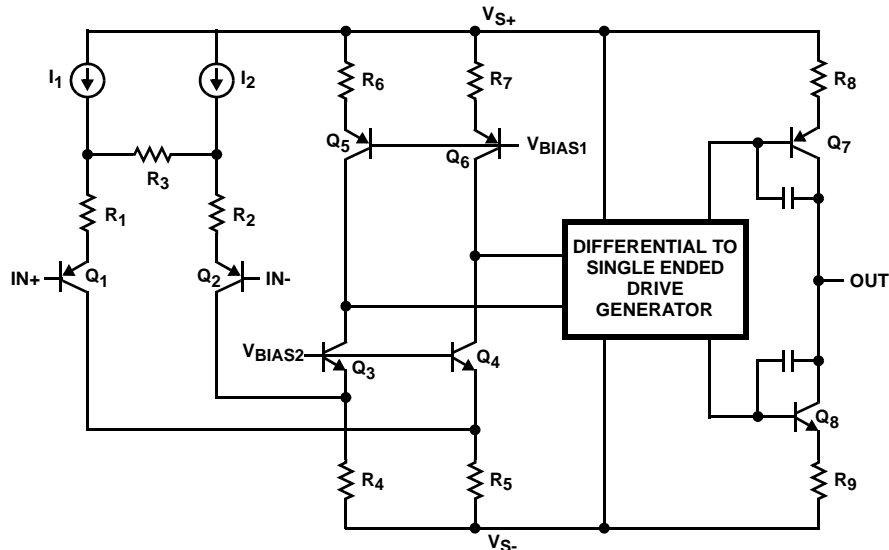 VS+
I1
I2
R6
R7
R8
Q5
Q6
VBIAS1
Q7
R3
R1
R2
IN+
Q1
Q2
IN-
DIFFERENTIAL TO
SINGLE ENDED
DRIVE
GENERATOR
OUT
VBIAS2
Q3
Q4
Q8
R4
R5
R9
VS-